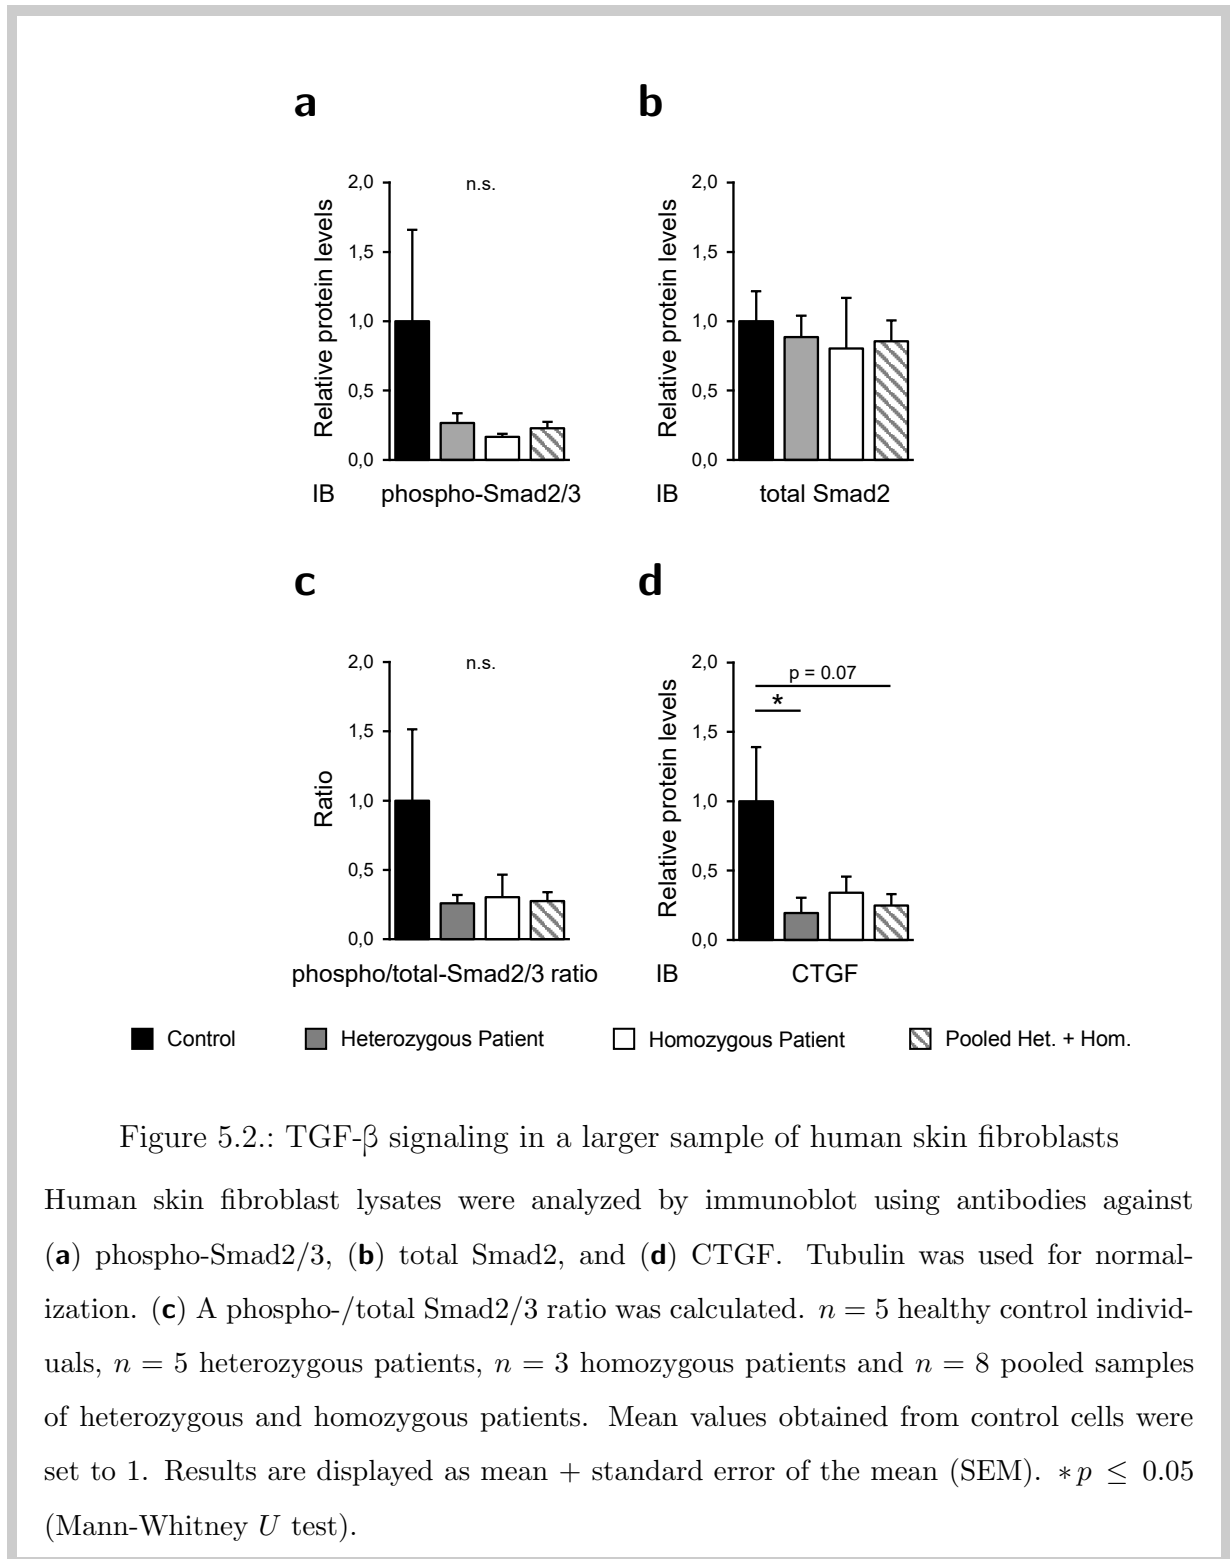 a
b
2,0
1,5
1,0
0,5
0,0
n.s.
Relative protein levels
IB phospho-Smad2/3
2,0
1,5
1,0
0,5
0,0
Relative protein levels
IB total Smad2
c
d
2,0
1,5
1,0
0,5
0,0
n.s.
Ratio
phospho/total-Smad2/3 ratio
2,0
1,5
1,0
0,5
0,0
p = 0.07
*
Relative protein levels
IB CTGF
Control Heterozygous Patient Homozygous Patient Pooled Het. + Hom.
Figure 5.2.: TGF-β signaling in a larger sample of human skin fibroblasts
Human skin fibroblast lysates were analyzed by immunoblot using antibodies against
(a) phospho-Smad2/3, (b) total Smad2, and (d) CTGF. Tubulin was used for normal-
ization. (c) A phospho-/total Smad2/3 ratio was calculated. n = 5 healthy control individ-
uals, n = 5 heterozygous patients, n = 3 homozygous patients and n = 8 pooled samples
of heterozygous and homozygous patients. Mean values obtained from control cells were
set to 1. Results are displayed as mean + standard error of the mean (SEM). ∗p ≤ 0.05
(Mann-Whitney U test).